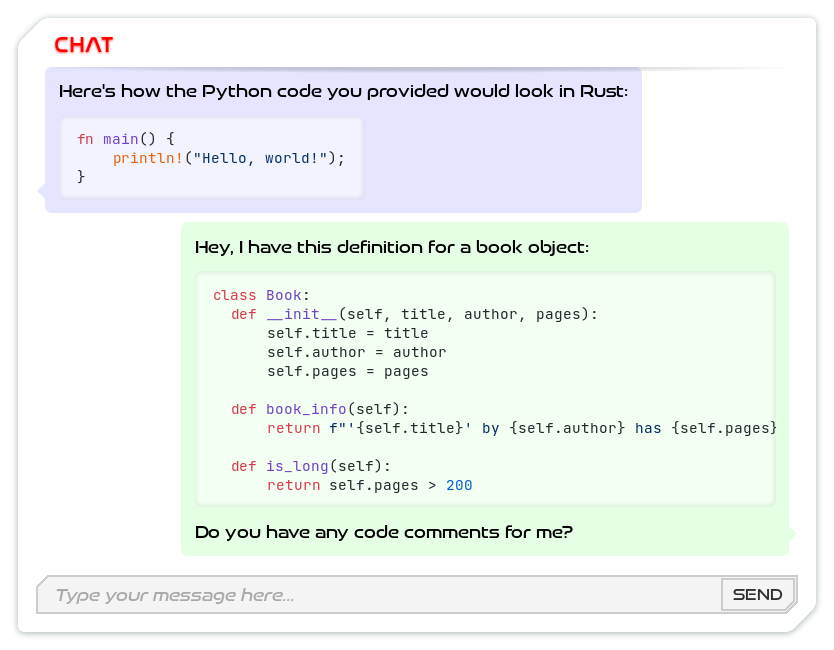 CHAT
Here's how the Python code you provided would look in Rust:
fn main() {
    println!("Hello, world!");
}
Hey, I have this definition for a book object:
class Book:
  def __init__(self, title, author, pages):
      self.title = title
      self.author = author
      self.pages = pages
  def book_info(self):
      return f"'{self.title}' by {self.author} has {self.pages}
  def is_long(self):
      return self.pages > 200
Do you have any code comments for me?
Type your message here...
SEND